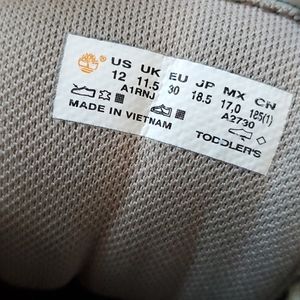 US UK EU JP MX CN
12 11.5 30 18.5 17.0 185(1)
A1RNJ A2730
MADE IN VIETNAM TODDLER'S